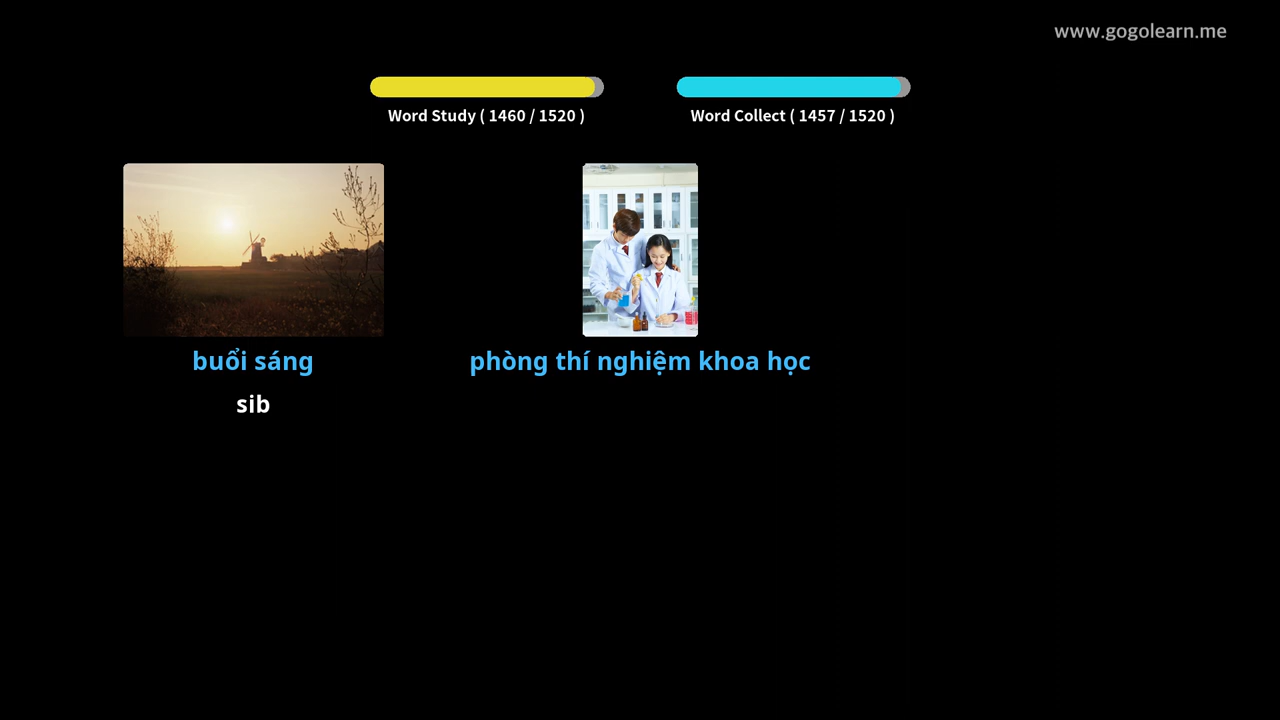 www.gogolearn.me
Word Study ( 1460 / 1520 )
Word Collect ( 1457 / 1520 )
buổi sáng
sib
phòng thí nghiệm khoa học